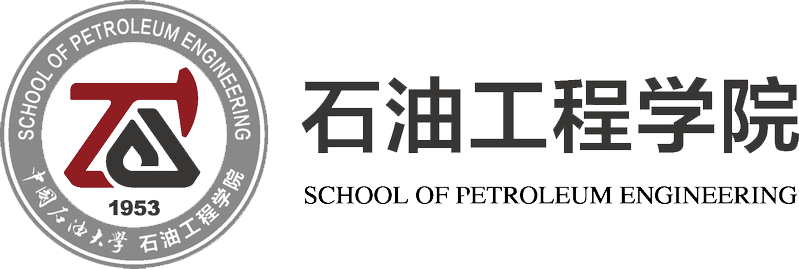 SCHOOL OF PETROLEUM ENGINEERING
1953
中国石油大学 石油工程学院
石油工程学院
SCHOOL OF PETROLEUM ENGINEERING